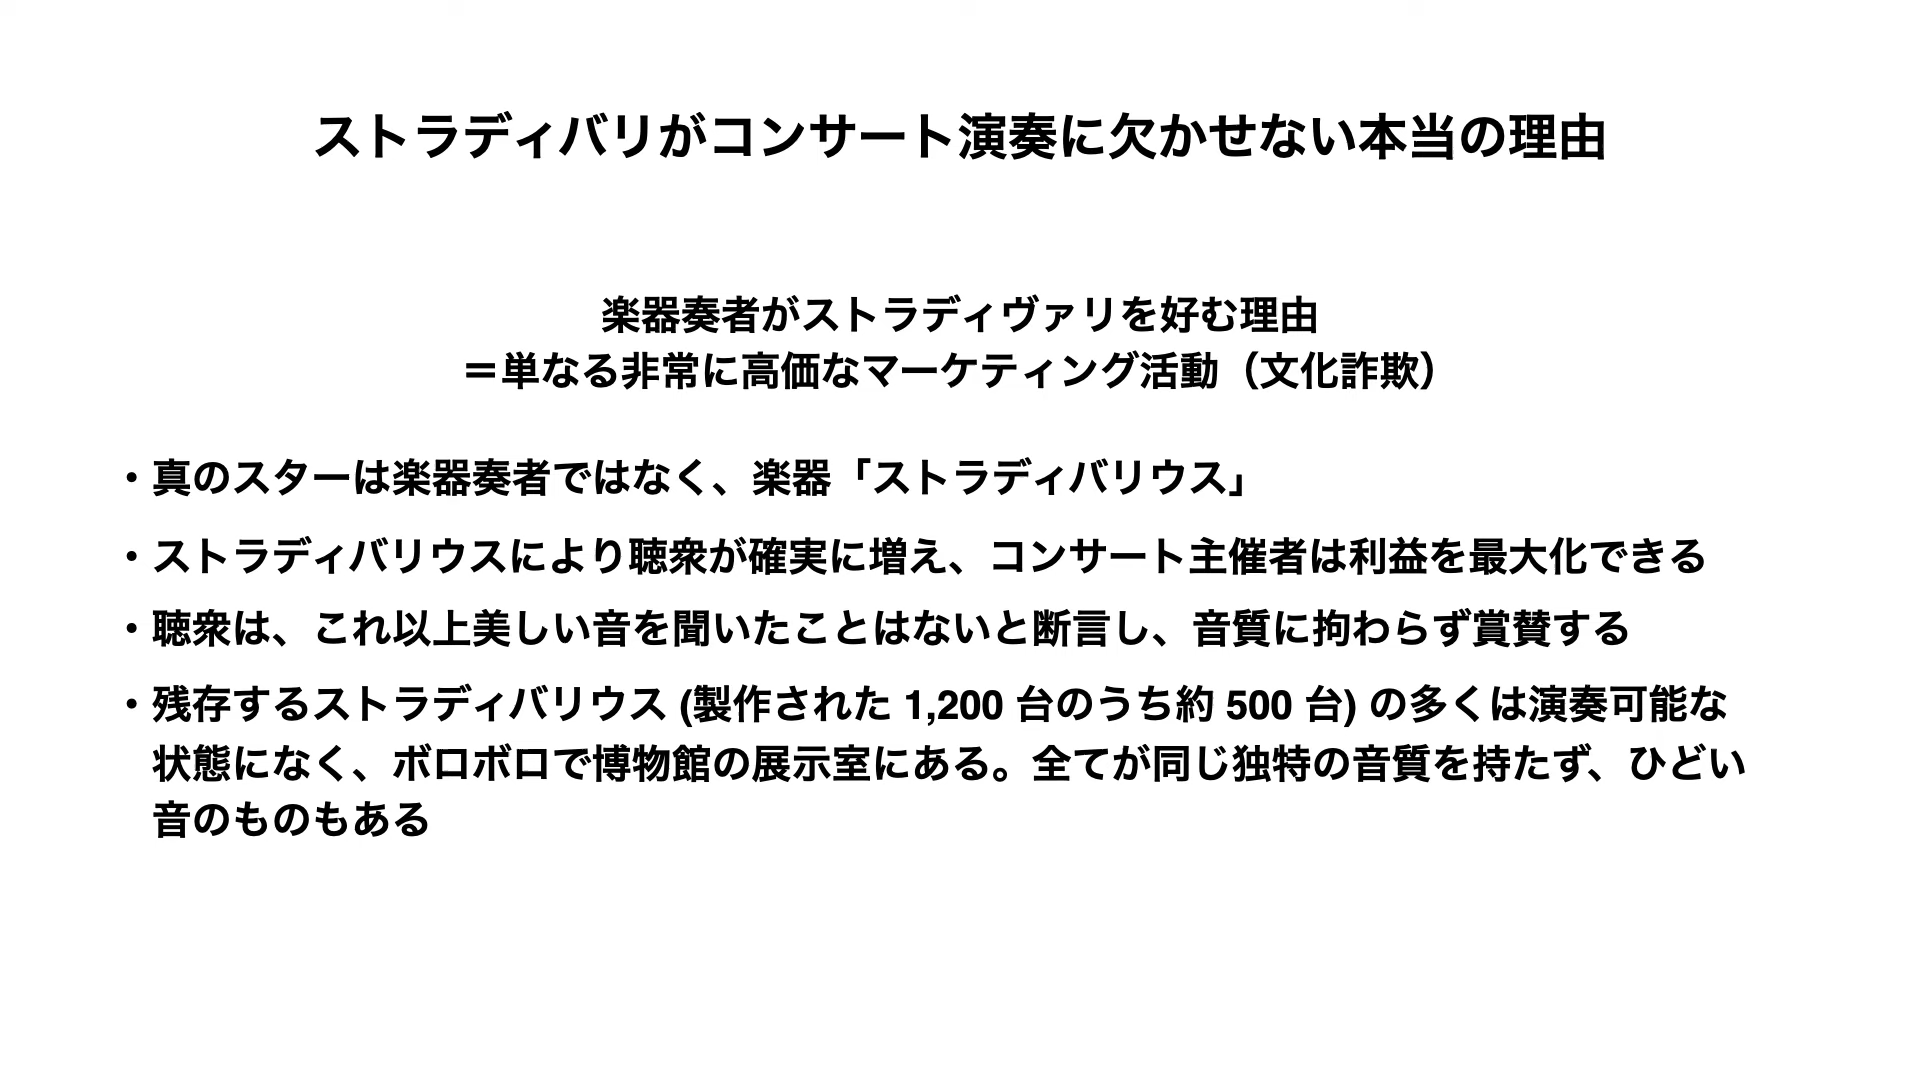 ストラディバリがコンサート演奏に欠かせない本当の理由
楽器奏者がストラディヴァリを好む理由
＝単なる非常に高価なマーケティング活動（文化詐欺）
・真のスターは楽器奏者ではなく、楽器「ストラディバリウス」
・ストラディバリウスにより聴衆が確実に増え、コンサート主催者は利益を最大化できる
・聴衆は、これ以上美しい音を聞いたことはないと断言し、音質に拘わらず賞賛する
・残存するストラディバリウス (製作された 1,200 台のうち約 500 台) の多くは演奏可能な
状態になく、ボロボロで博物館の展示室にある。全てが同じ独特の音質を持たず、ひどい
音のものもある